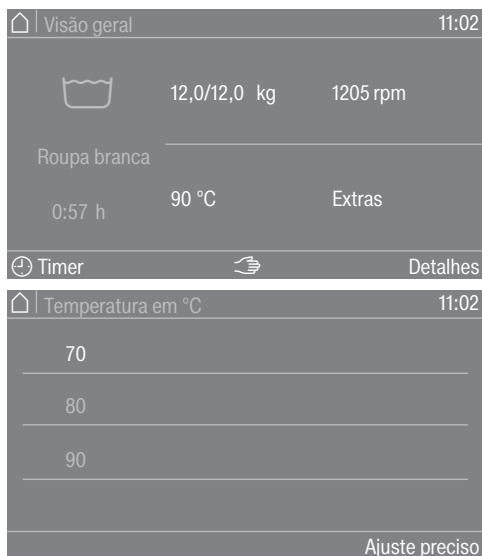 Visão geral 11:02
12,0/12,0 kg 1205 rpm
Roupa branca
90 °C Extras
0:57 h
Timer Detalhes
Temperatura em °C 11:02
70
80
90
Ajuste preciso